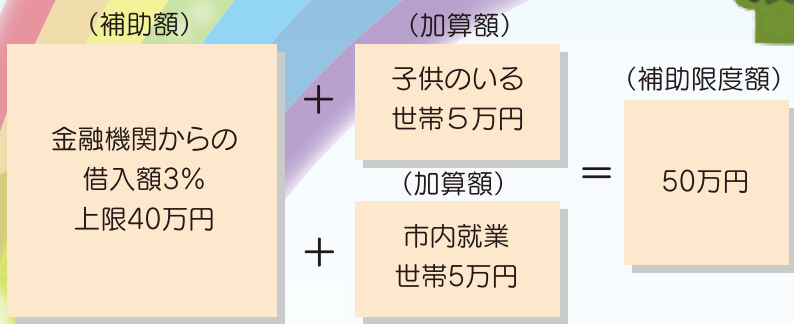 （補助額）
金融機関からの
借入額3%
上限40万円
＋
（加算額）
子供のいる
世帯５万円
＋
（加算額）
市内就業
世帯5万円
＝
（補助限度額）
50万円